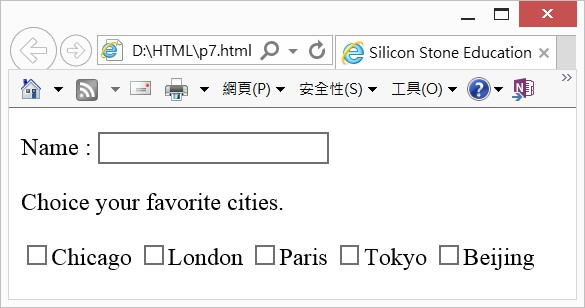 D:\HTML\p7.html
Silicon Stone Education
網頁(P) 安全性(S) 工具(O)
Name :
Choice your favorite cities.
Chicago London Paris Tokyo Beijing